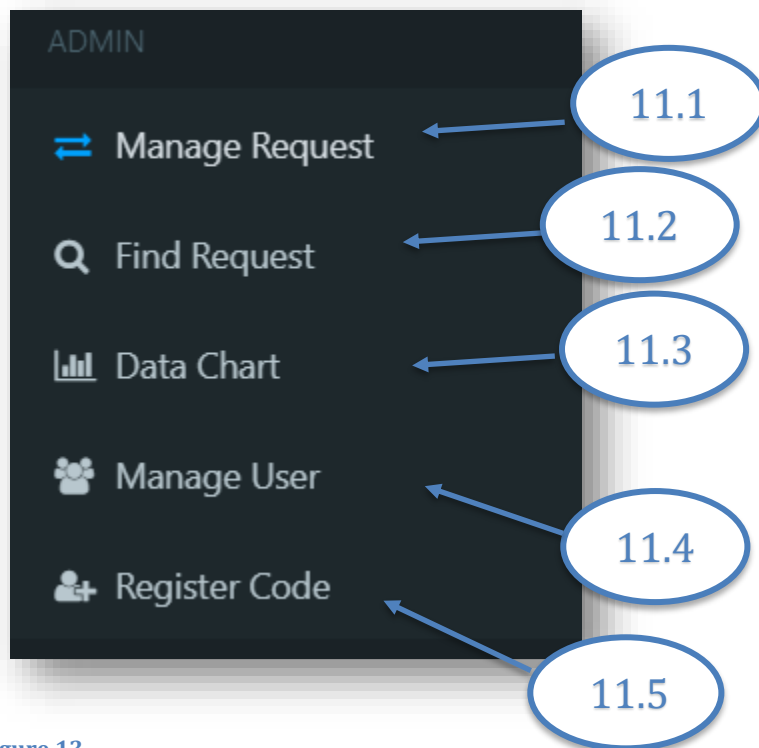 ADMIN
Manage Request
11.1
Find Request
11.2
Data Chart
11.3
Manage User
11.4
Register Code
11.5